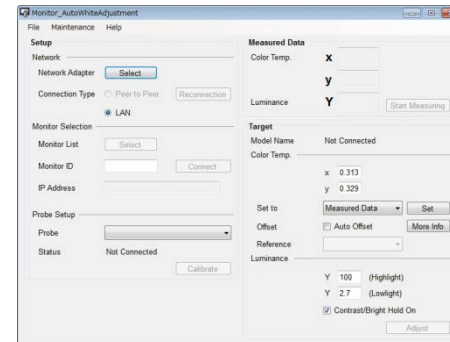 Monitor_AutoWhiteAdjustment
File Maintenance Help
Setup
Network
Network Adapter Select
Connection Type Peer to Peer Reconnection
LAN
Monitor Selection
Monitor List Select
Monitor ID Connect
IP Address
Probe Setup
Probe
Status Not Connected
Calibrate
Measured Data
Color Temp. x
y
Luminance Y Start Measuring
Target
Model Name Not Connected
Color Temp.
x 0.313
y 0.329
Set to Measured Data Set
Offset Auto Offset More Info
Reference
Luminance
Y 100 (Highlight)
Y 2.7 (Lowlight)
Contrast/Bright Hold On
Adjust